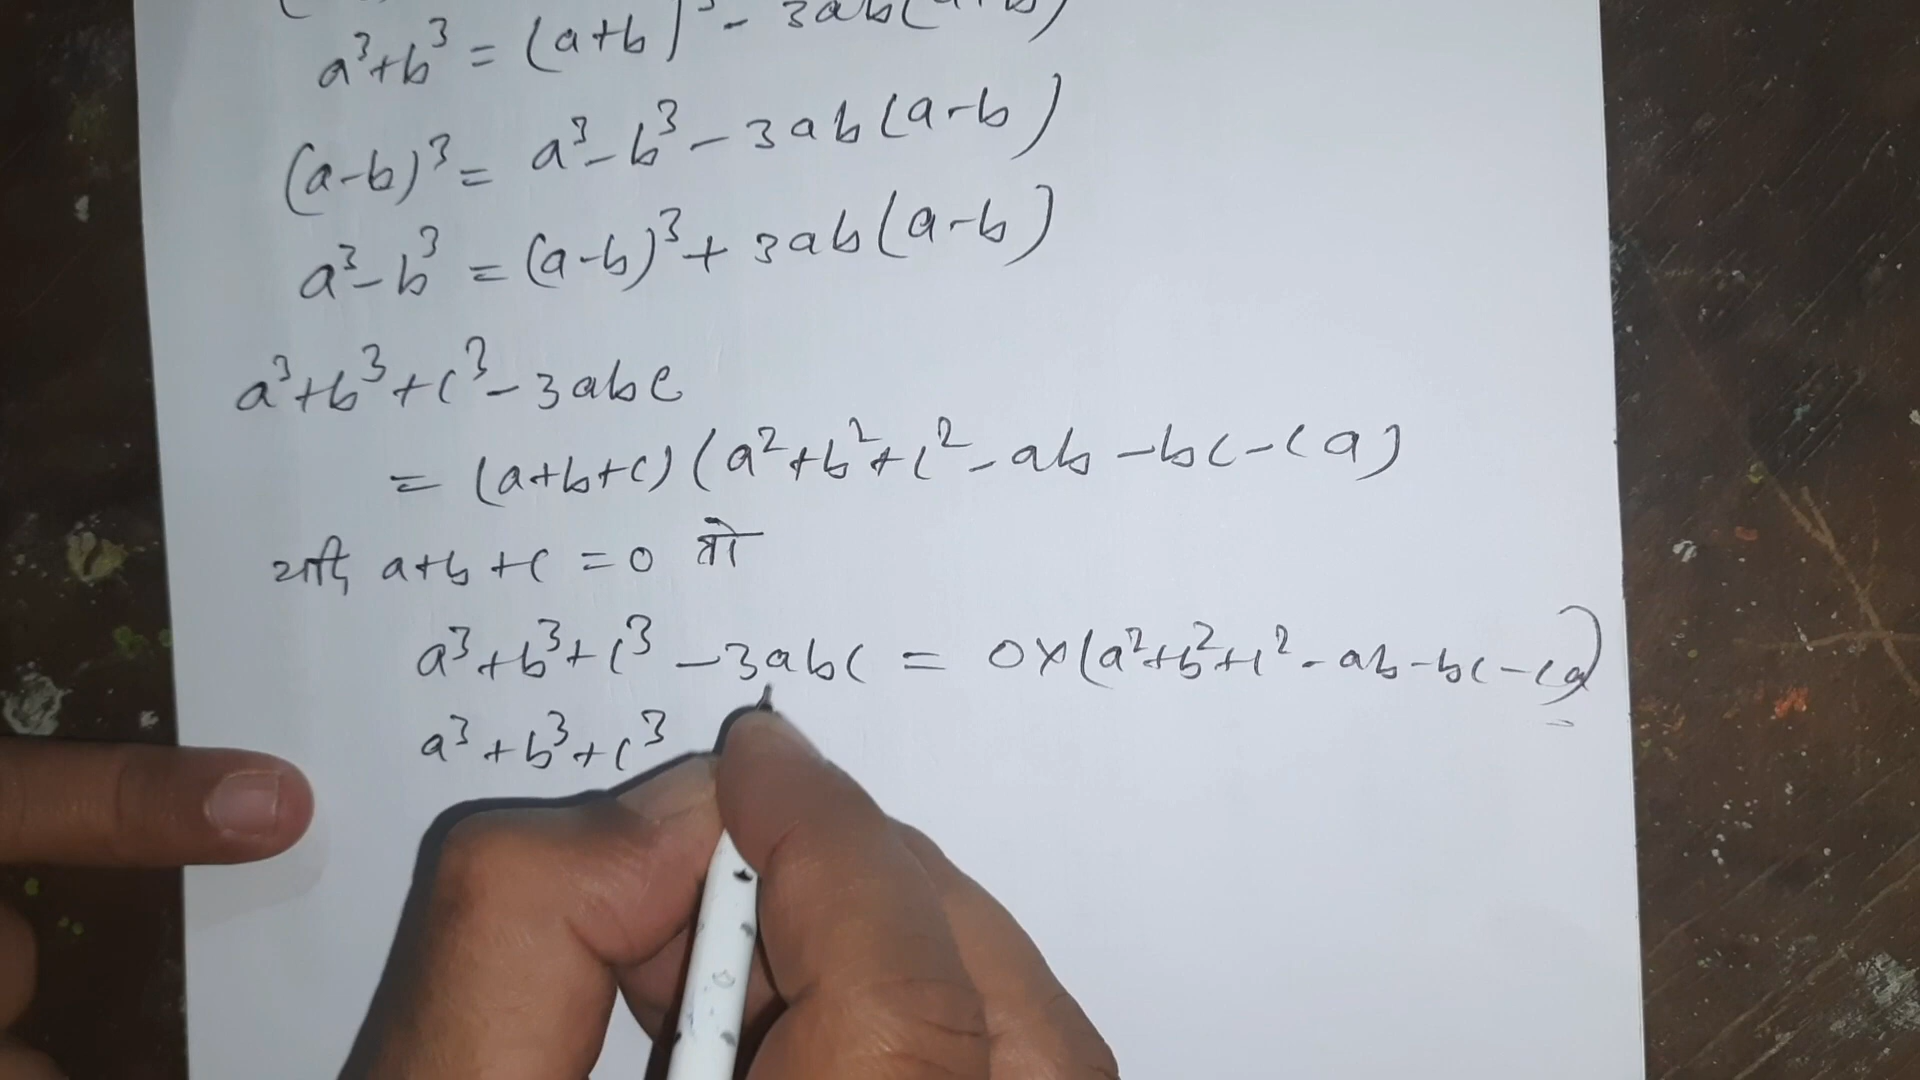 a³+b³ = (a+b)³ - 3ab(a+b)
(a-b)³ = a³-b³-3ab(a-b)
a³-b³ = (a-b)³+3ab(a-b)
a³+b³+c³-3abc
= (a+b+c)(a²+b²+c²-ab-bc-ca)
यदि a+b+c = 0 तो
a³+b³+c³-3abc = 0×(a²+b²+c²-ab-bc-ca)
a³+b³+c³